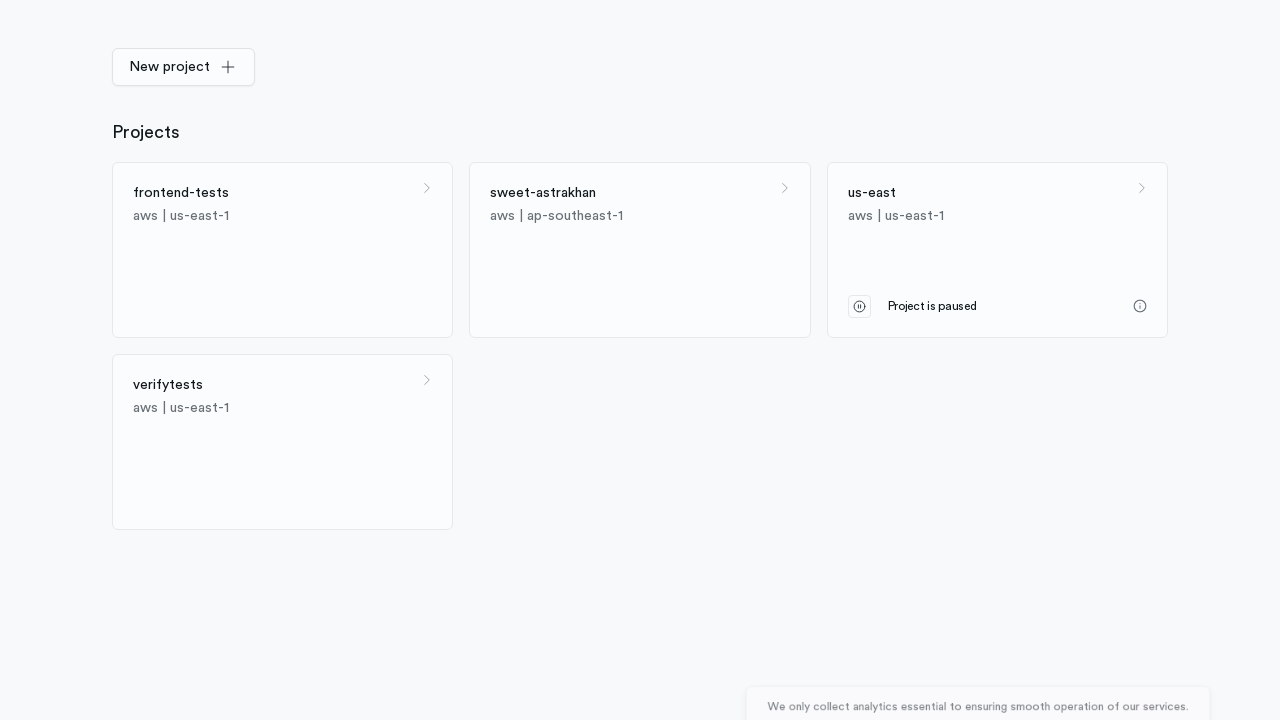 New project
Projects
frontend-tests
aws | us-east-1
sweet-astrakhan
aws | ap-southeast-1
us-east
aws | us-east-1
Project is paused
verifytests
aws | us-east-1
We only collect analytics essential to ensuring smooth operation of our services.